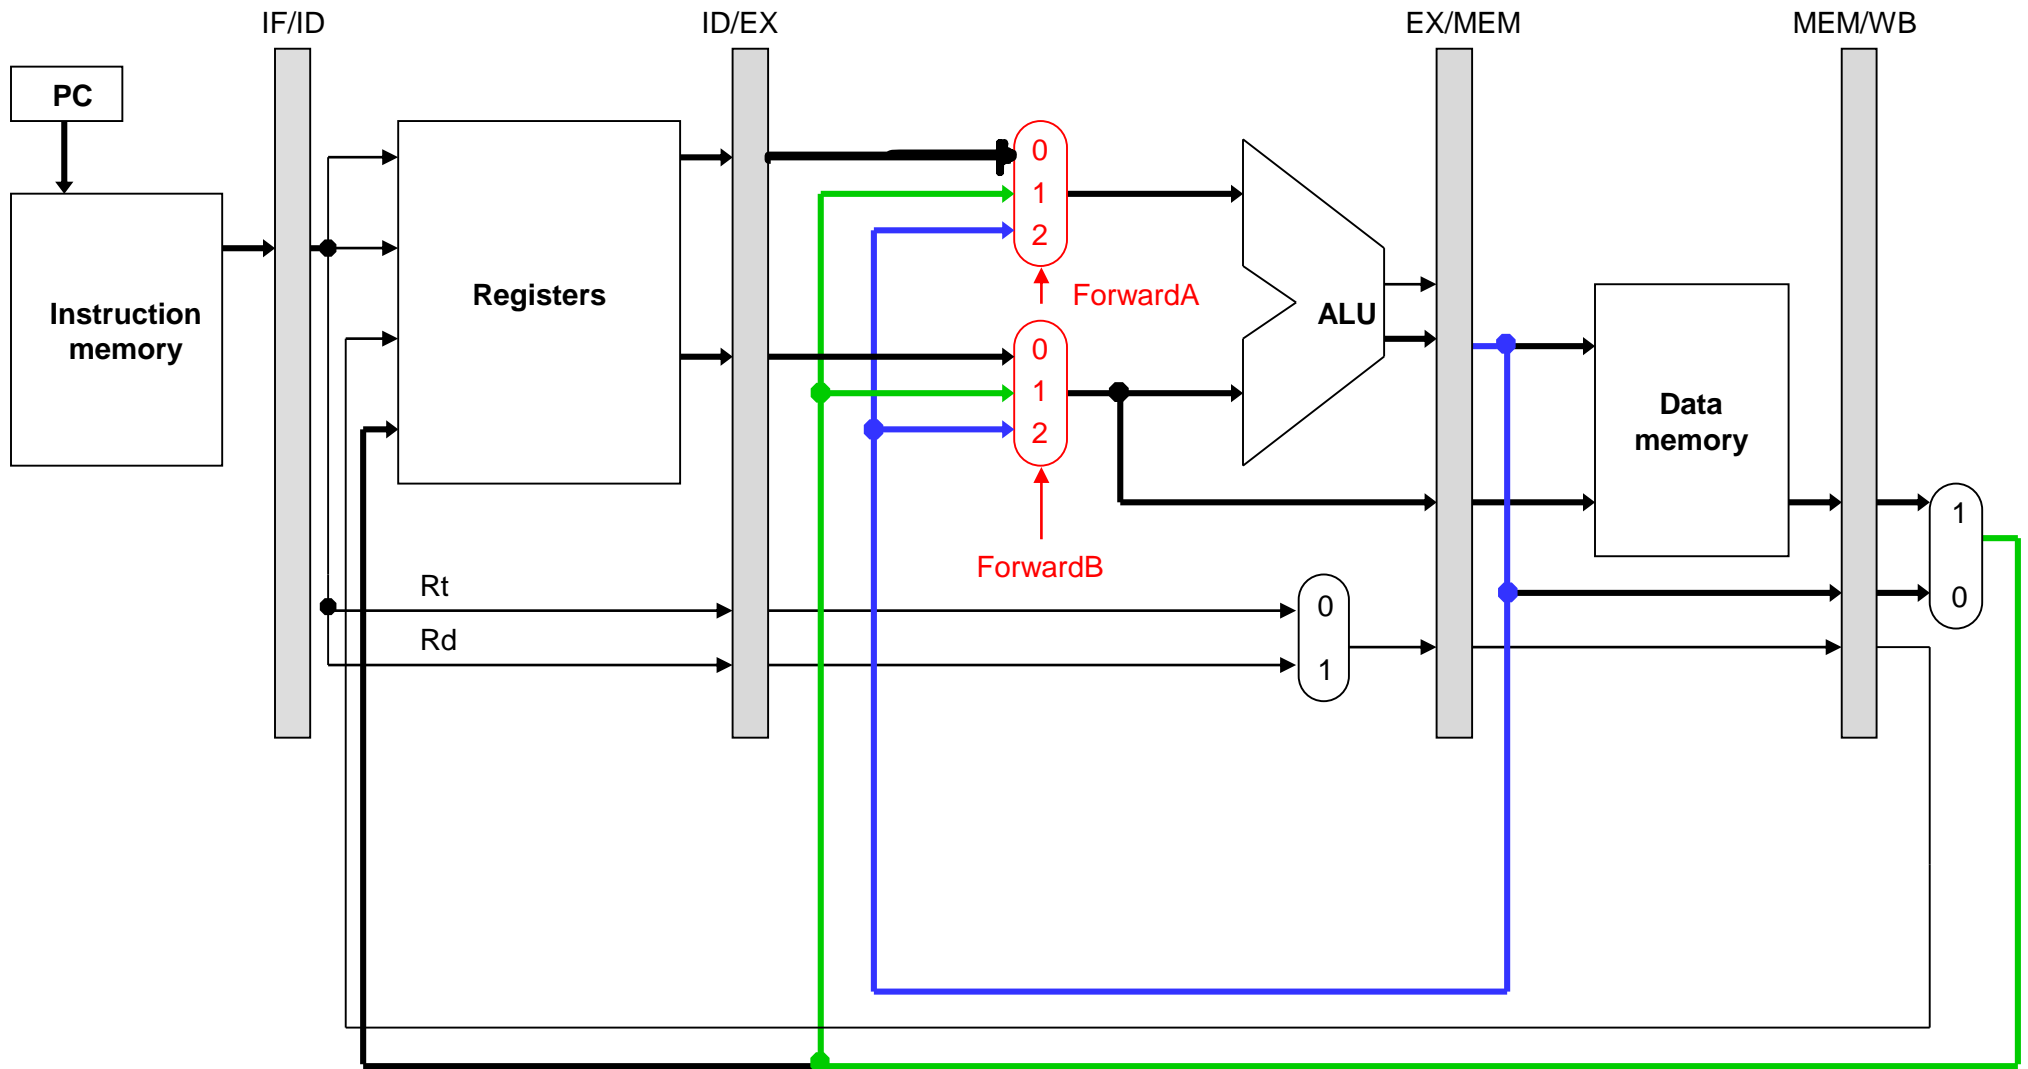 IF/ID
ID/EX
EX/MEM
MEM/WB
PC
Instruction
memory
Registers
0
1
2
ForwardA
0
1
2
ForwardB
ALU
Data
memory
1
0
Rt
Rd
0
1